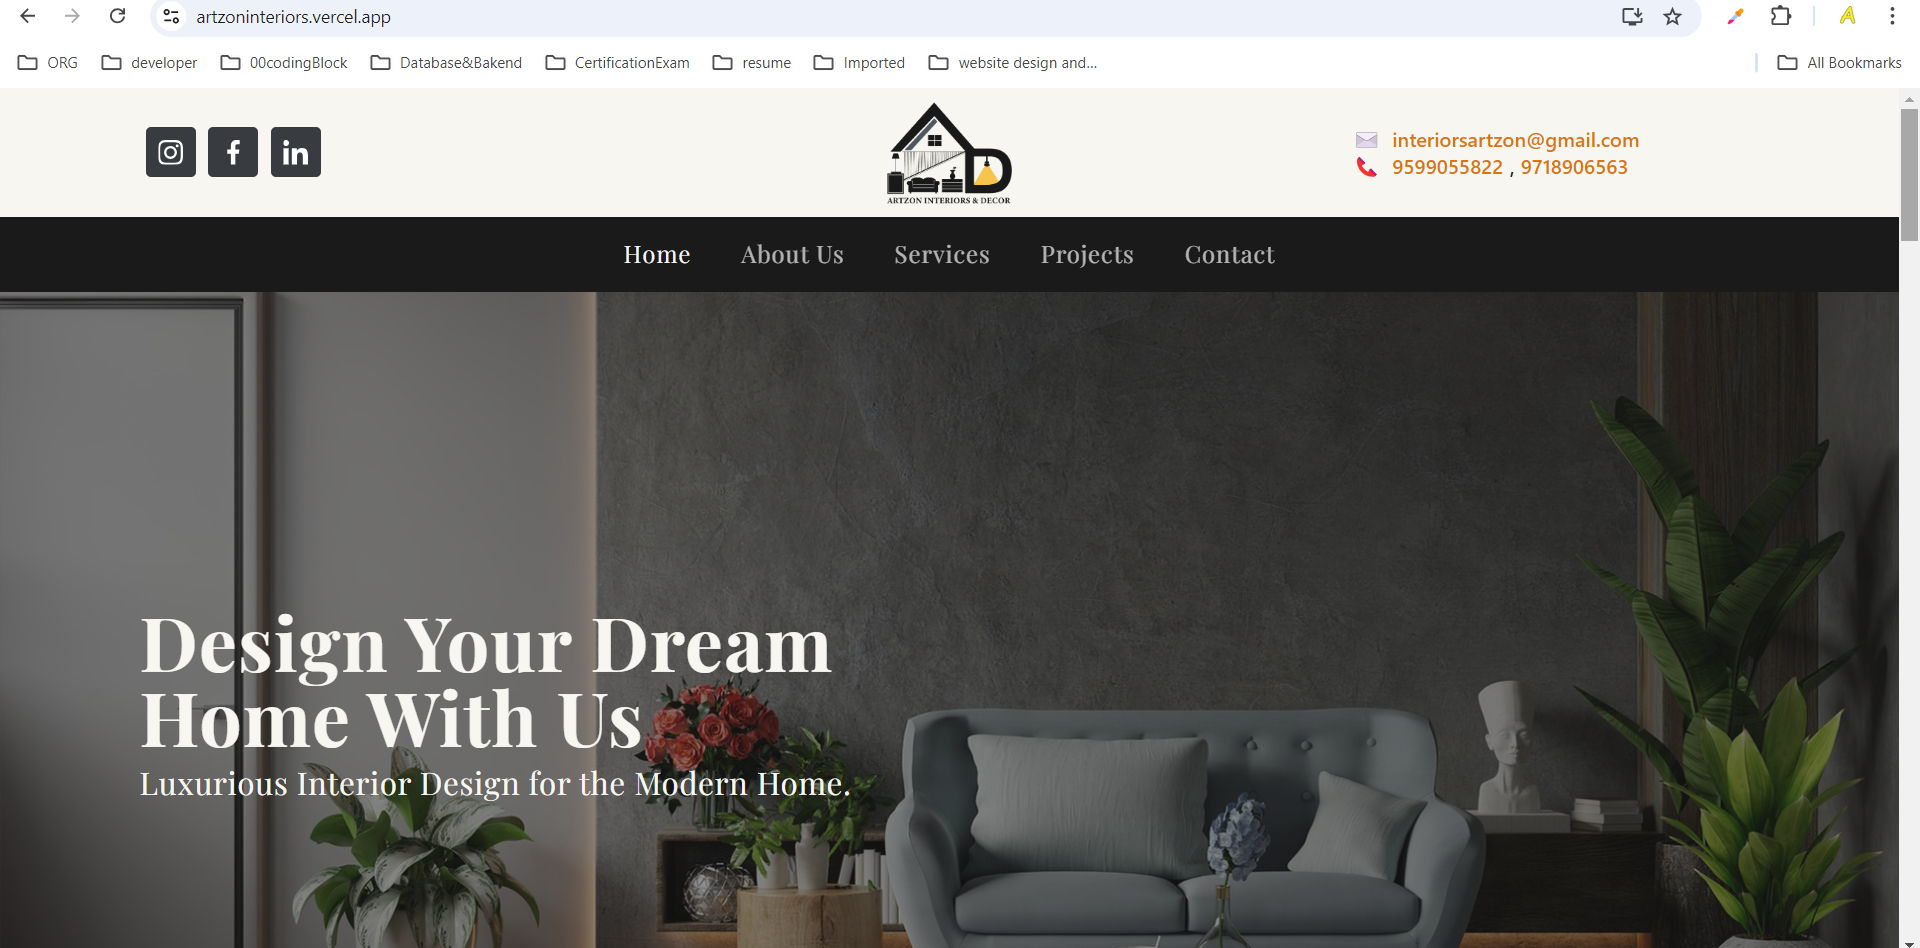 artzoninteriors.vercel.app
ORG developer 00codingBlock Database&Bakend CertificationExam resume Imported website design and... All Bookmarks
ARTZON INTERIORS & DECOR
interiorsartzon@gmail.com
9599055822 , 9718906563
Home About Us Services Projects Contact
Design Your Dream
Home With Us
Luxurious Interior Design for the Modern Home.